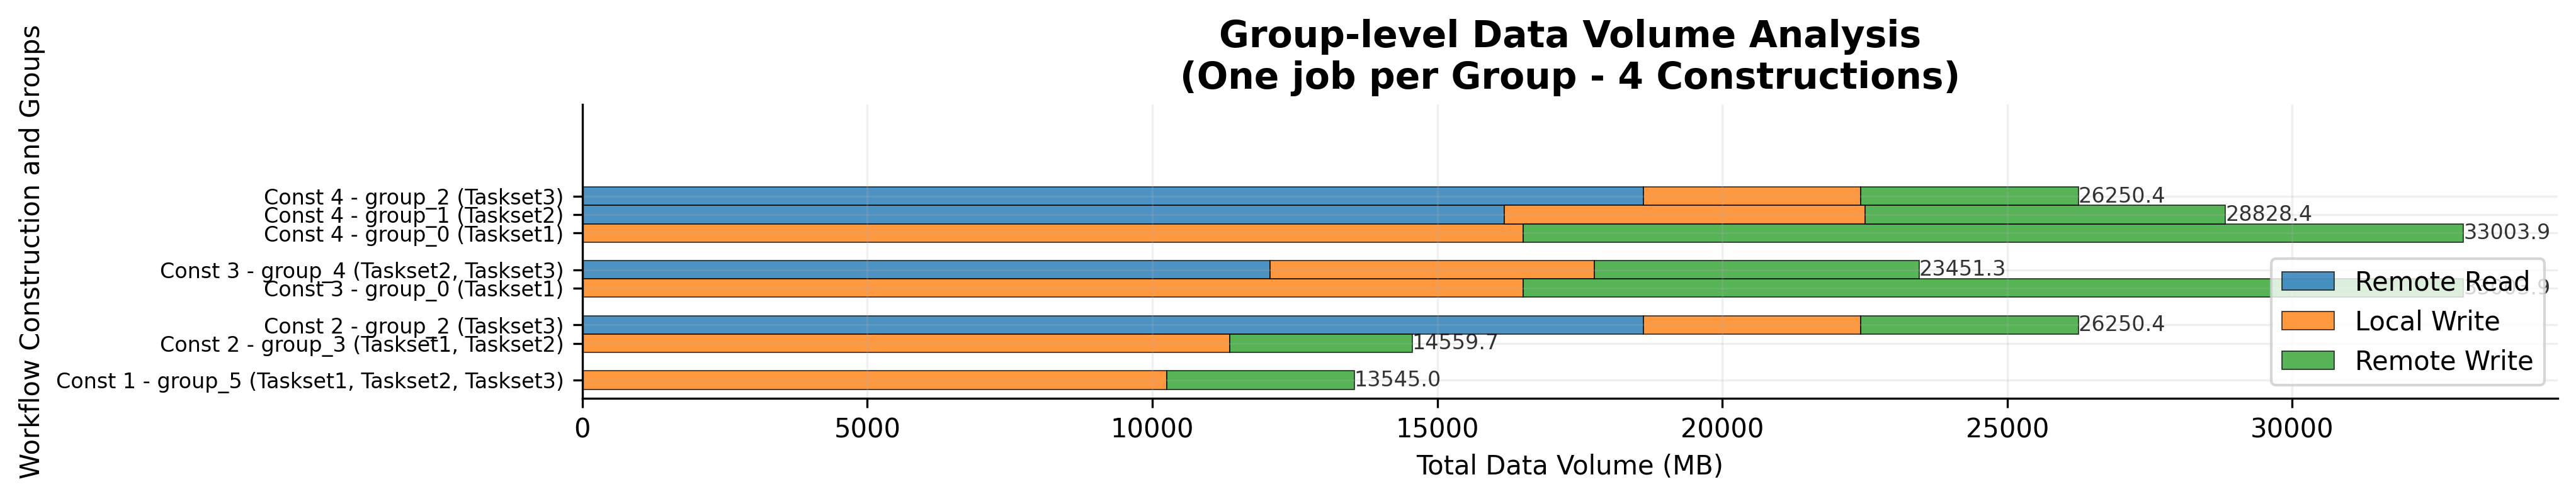 Group-level Data Volume Analysis
(One job per Group - 4 Constructions)
Workflow Construction and Groups
Const 4 - group_2 (Taskset3)
26250.4
Const 4 - group_1 (Taskset2)
28828.4
Const 4 - group_0 (Taskset1)
33003.9
Const 3 - group_4 (Taskset2, Taskset3)
23451.3
Const 3 - group_0 (Taskset1)
Const 2 - group_2 (Taskset3)
26250.4
Const 2 - group_3 (Taskset1, Taskset2)
14559.7
Const 1 - group_5 (Taskset1, Taskset2, Taskset3)
13545.0
Remote Read
Local Write
Remote Write
0 5000 10000 15000 20000 25000 30000
Total Data Volume (MB)